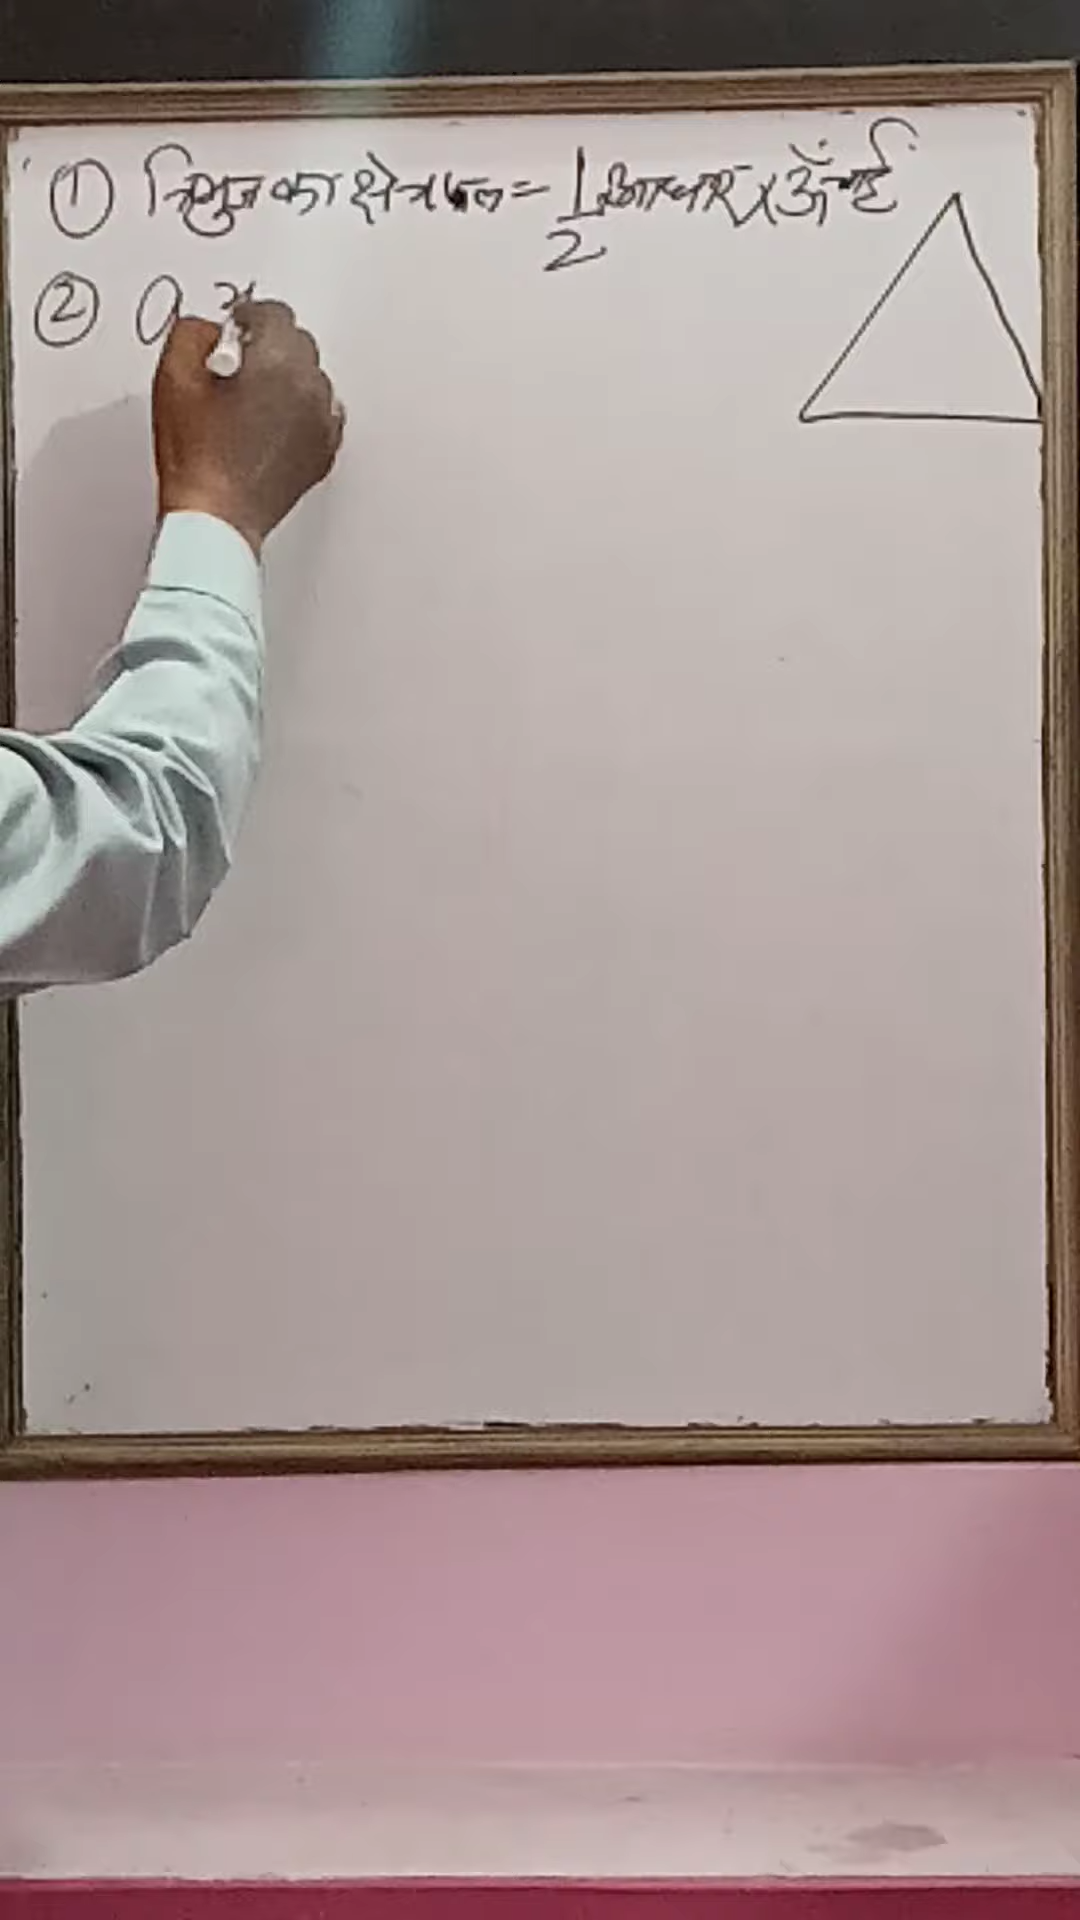 ① त्रिभुज का क्षेत्रफल = 1/2 आधार × ऊँचाई
②